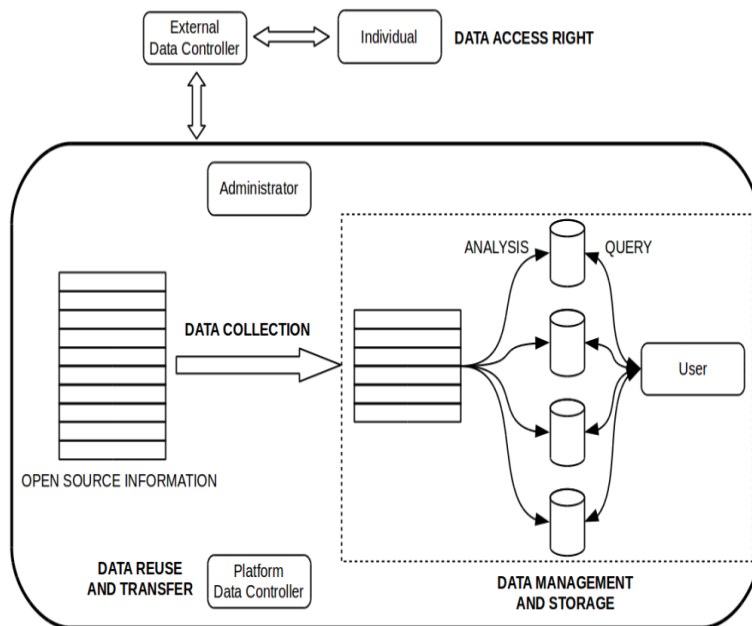 External
Data Controller
Individual
DATA ACCESS RIGHT
Administrator
ANALYSIS
QUERY
DATA COLLECTION
User
OPEN SOURCE INFORMATION
DATA REUSE
AND TRANSFER
Platform
Data Controller
DATA MANAGEMENT
AND STORAGE